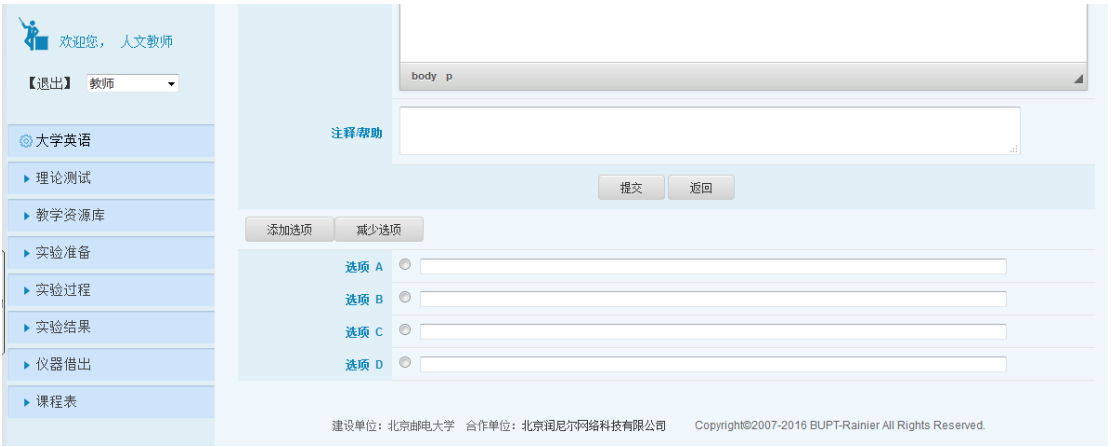 欢迎您， 人文教师
【退出】 教师
大学英语
理论测试
教学资源库
实验准备
实验过程
实验结果
仪器借出
课程表
body p
注释/帮助
提交 返回
添加选项 减少选项
选项 A
选项 B
选项 C
选项 D
建设单位：北京邮电大学 合作单位：北京润尼尔网络科技有限公司 Copyright©2007-2016 BUPT-Rainier All Rights Reserved.